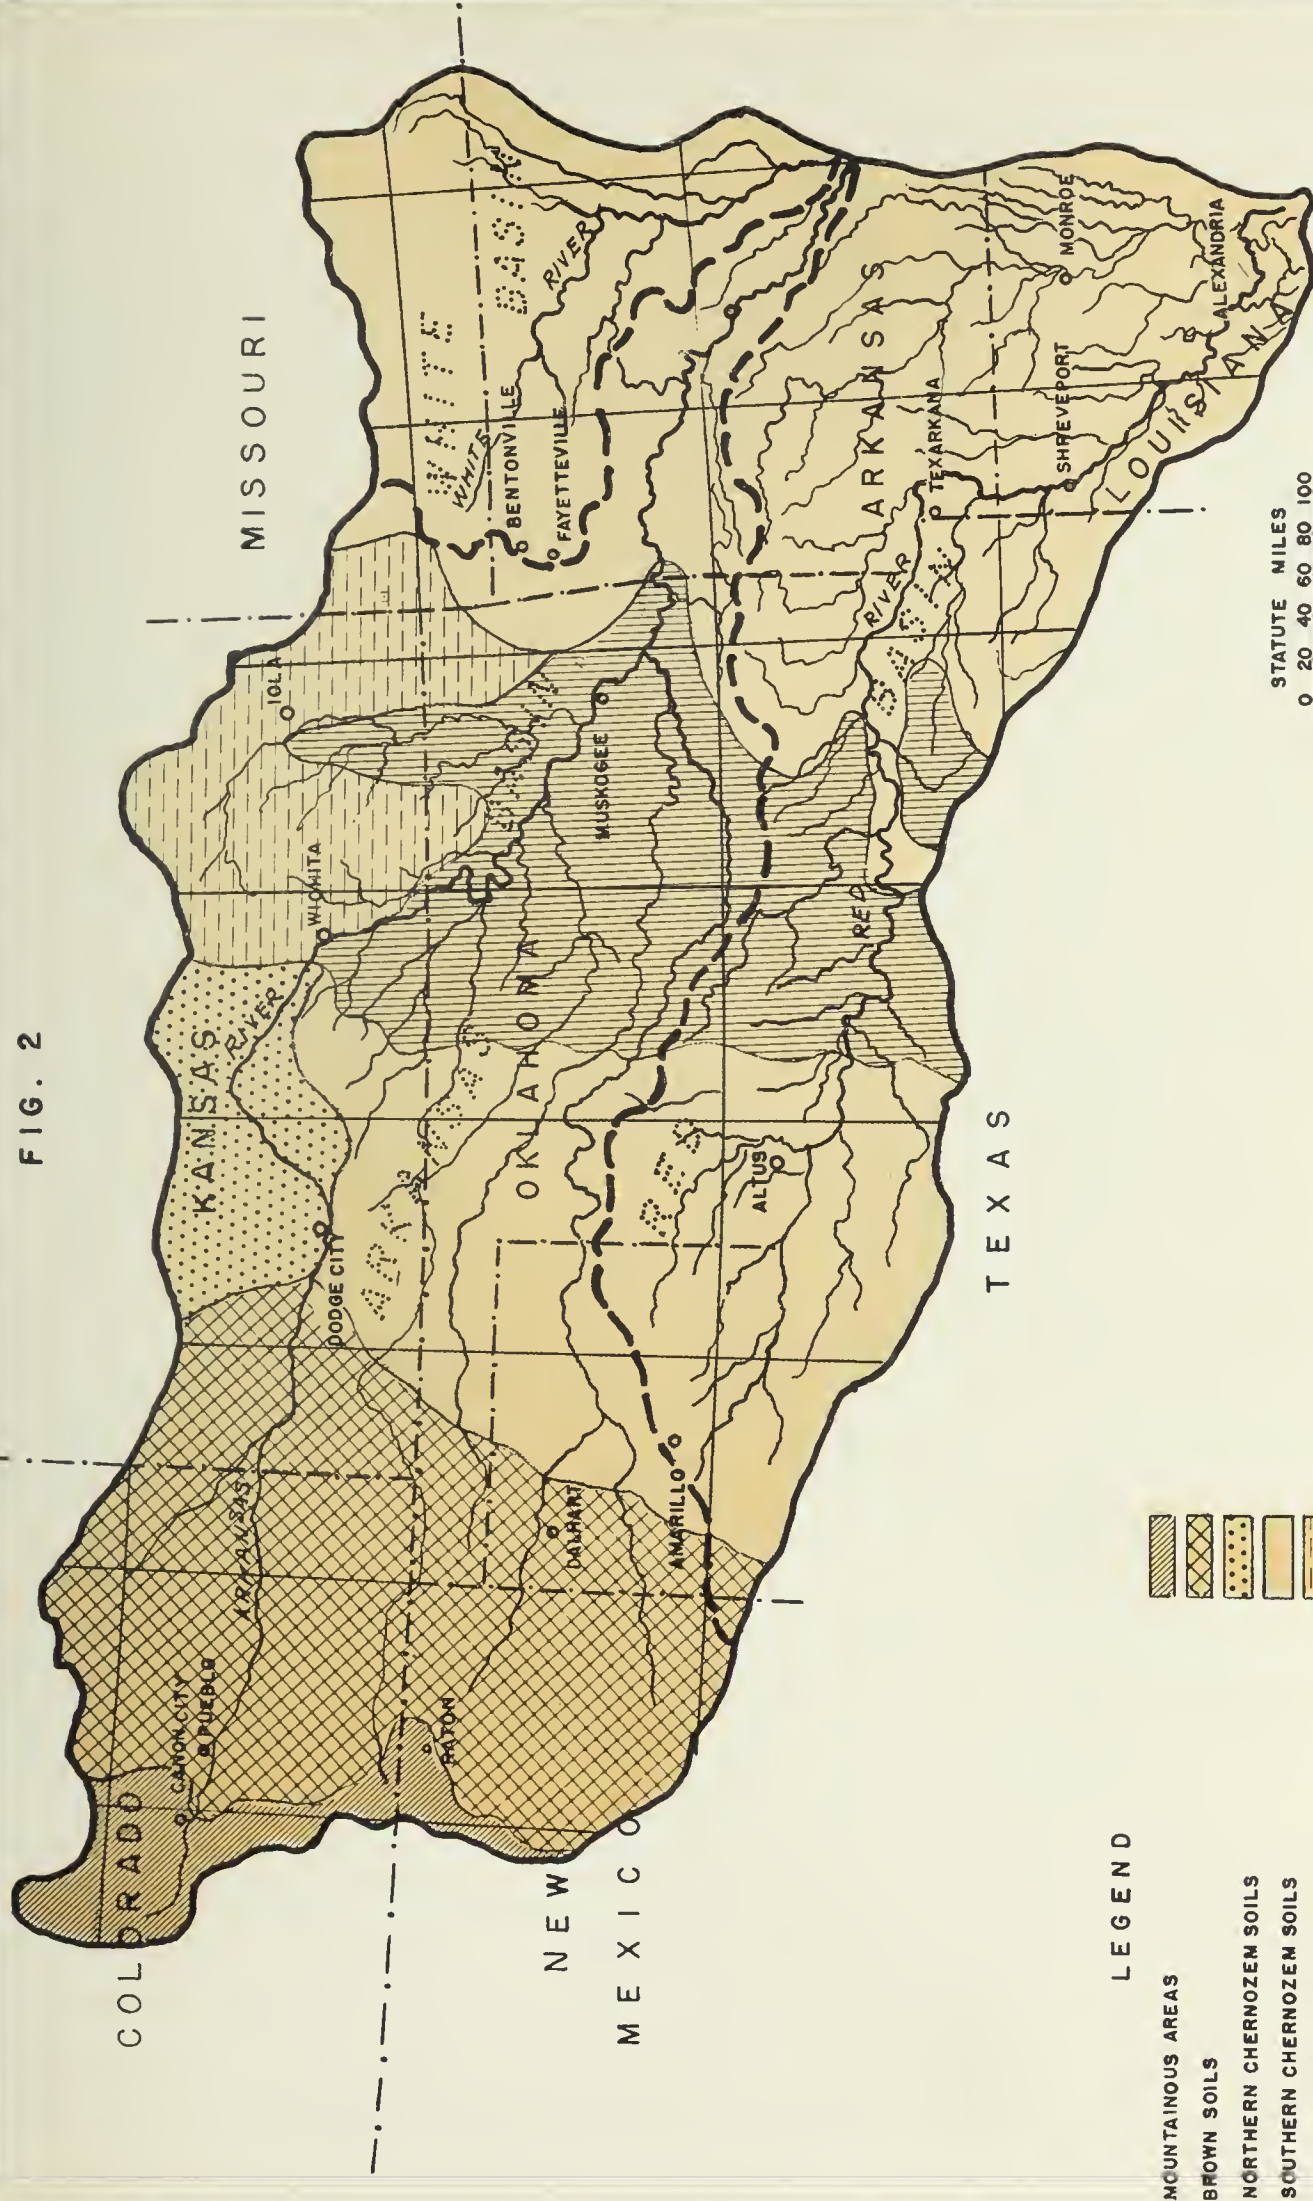 FIG. 2
COLORADO
KANSAS
MISSOURI
NEW
MEXICO
OKLAHOMA
TEXAS
ARKANSAS
LOUISIANA
ARKANSAS
RIVER
ARKANSAS
BASIN
WHITE
BASIN
WHITE
RIVER
RED
BASIN
RED
RIVER
CANON CITY
PUEBLO
RATON
DALHART
AMARILLO
DODGE CITY
ALTUS
WICHITA
IOLA
MUSKOGEE
BENTONVILLE
FAYETTEVILLE
TEXARKANA
SHREVEPORT
MONROE
ALEXANDRIA
LEGEND
MOUNTAINOUS AREAS
BROWN SOILS
NORTHERN CHERNOZEM SOILS
SOUTHERN CHERNOZEM SOILS
STATUTE MILES
0 20 40 60 80 100